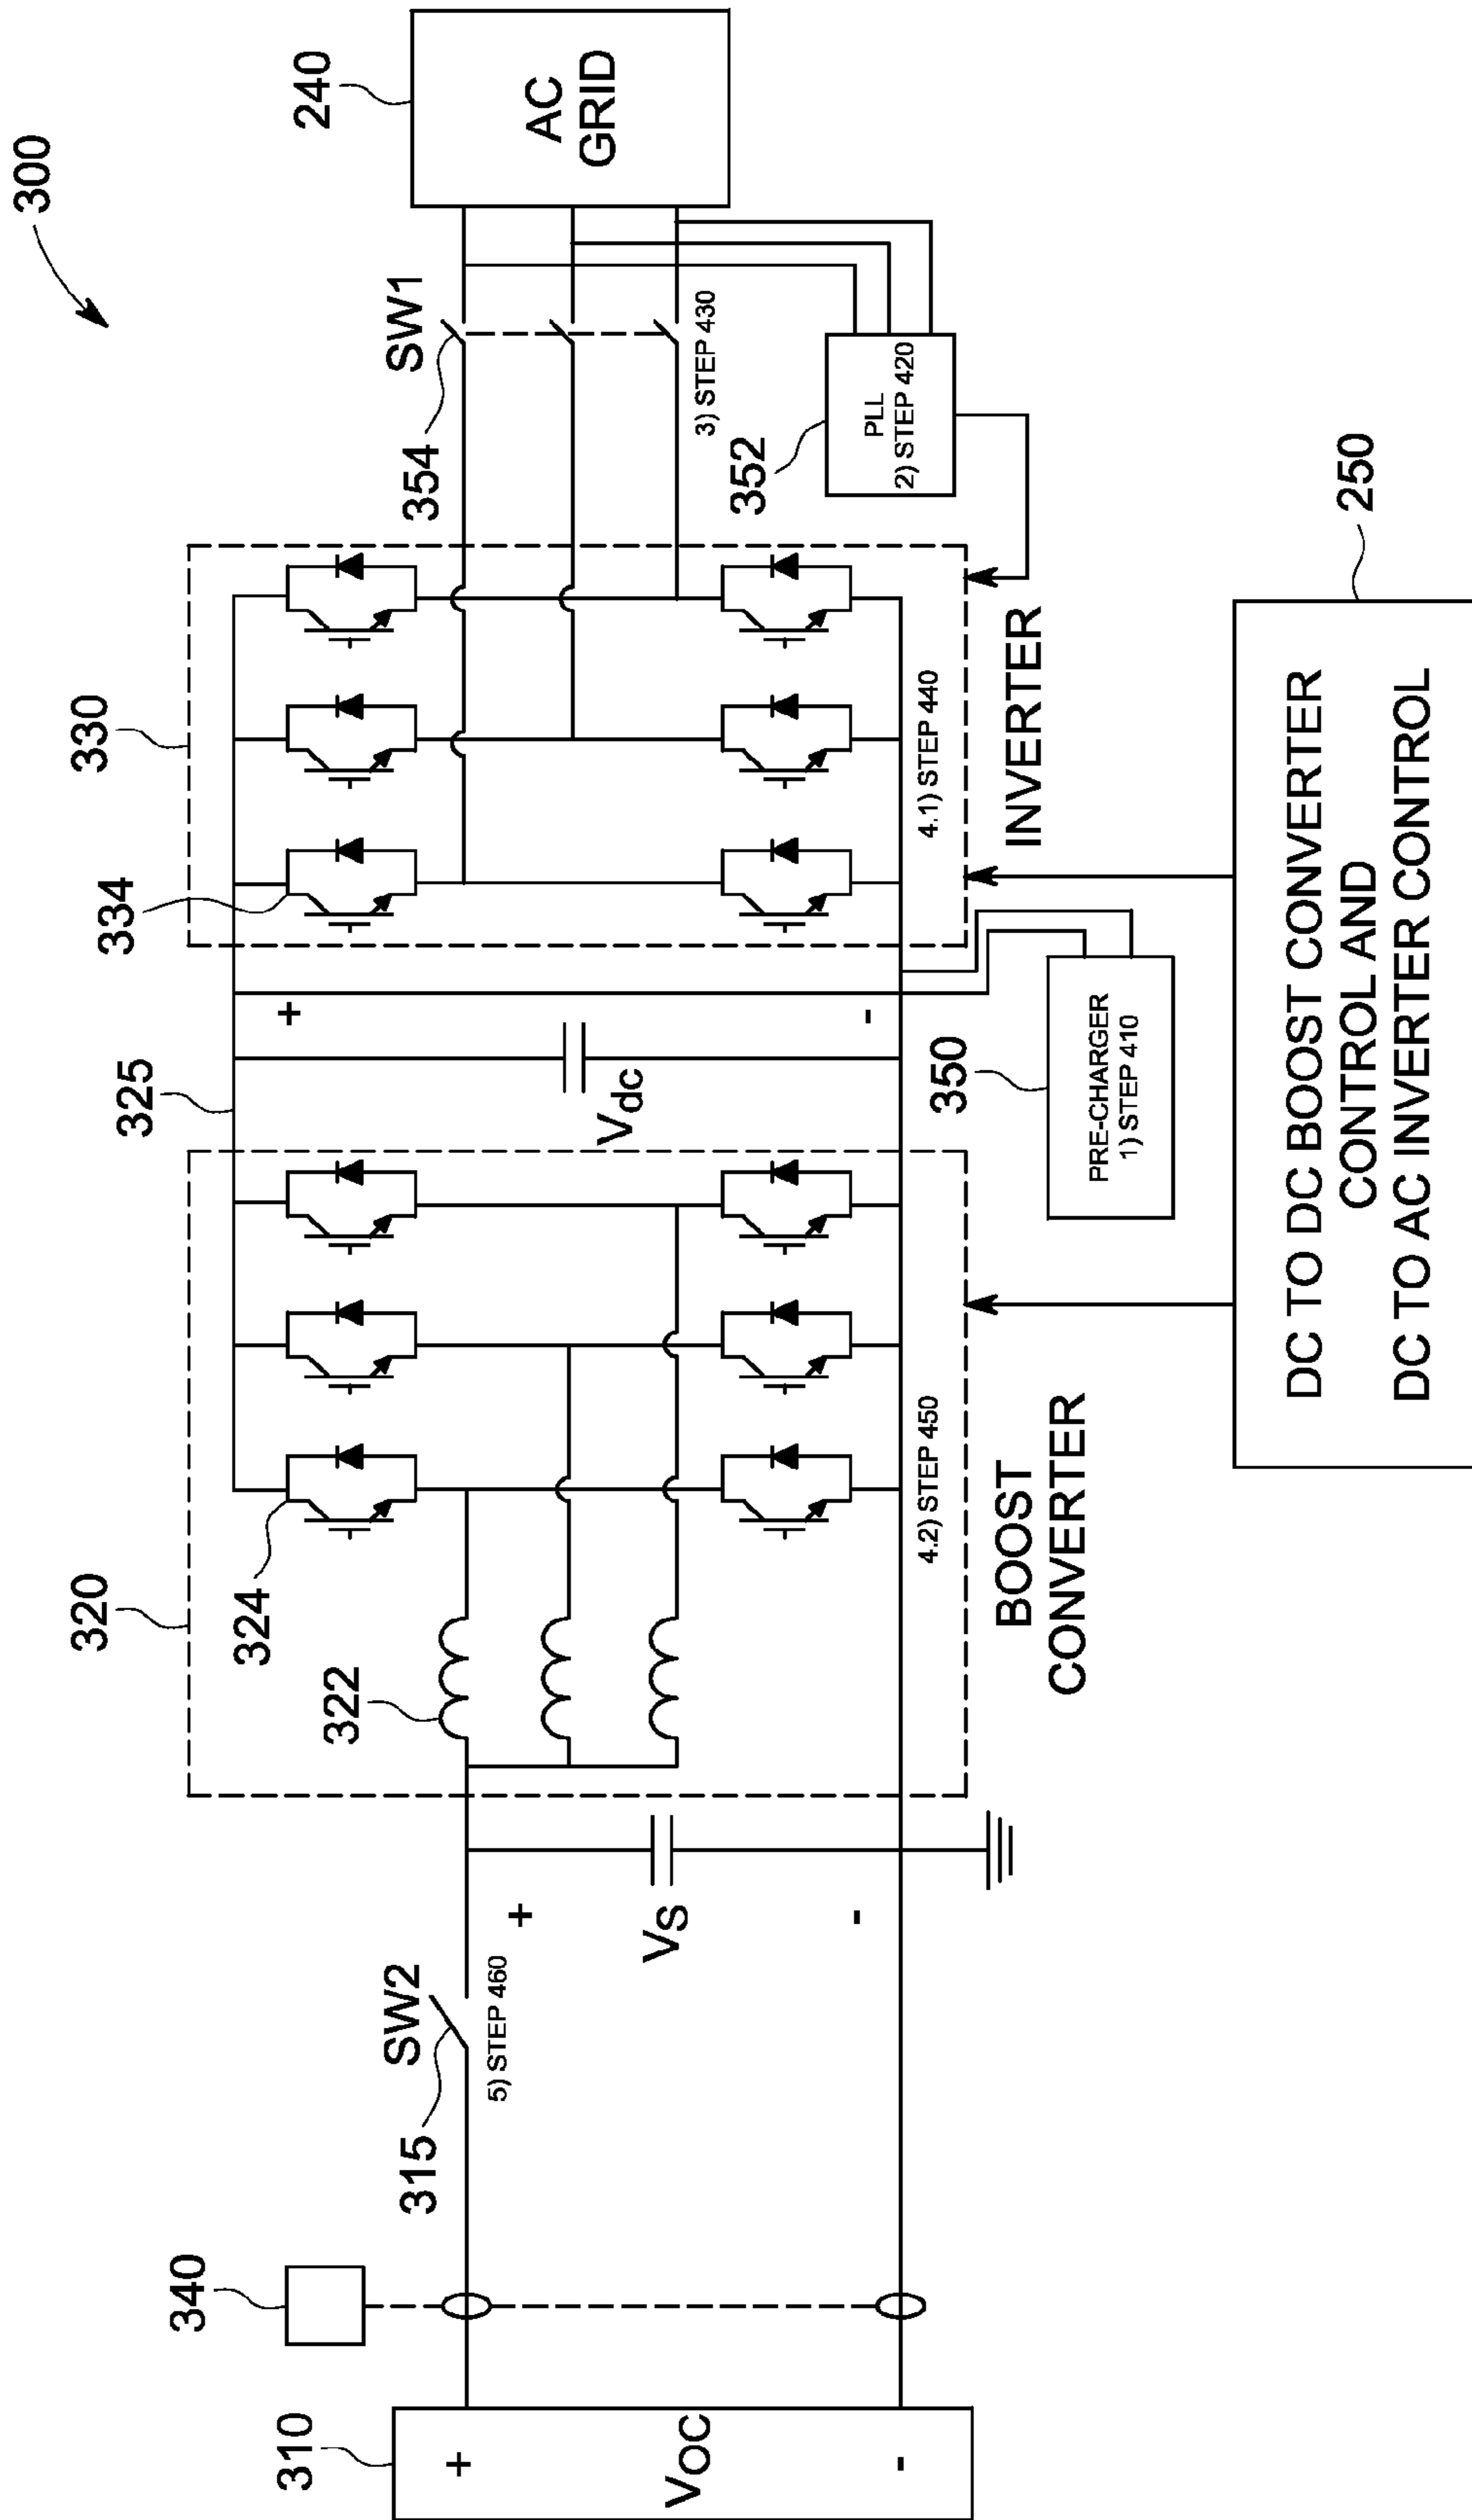 300
310
+
VOC
-
340
315
SW2
5) STEP 460
+
VS
-
320
322
324
4.2) STEP 450
BOOST
CONVERTER
325
+
Vdc
-
350
PRE-CHARGER
1) STEP 410
330
334
4.1) STEP 440
INVERTER
354
SW1
3) STEP 430
352
PLL
2) STEP 420
240
AC
GRID
250
DC TO DC BOOST CONVERTER
CONTROL AND
DC TO AC INVERTER CONTROL